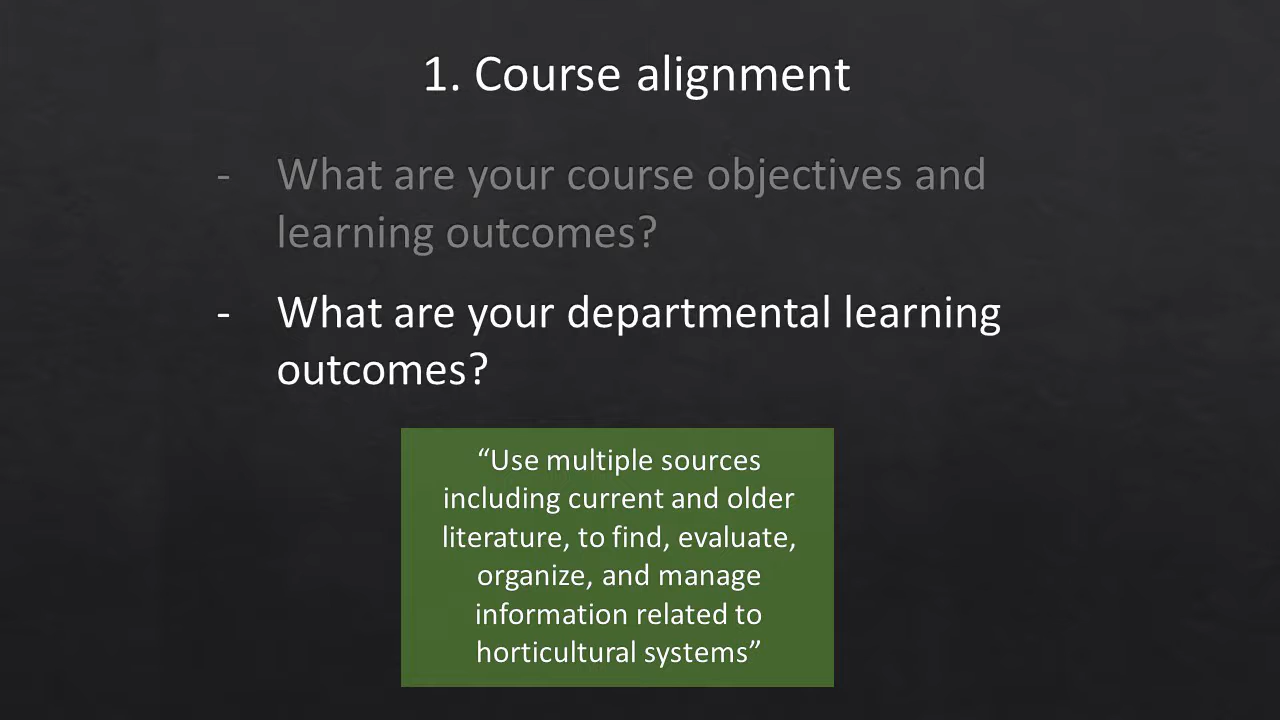 1. Course alignment
- What are your course objectives and
learning outcomes?
- What are your departmental learning
outcomes?
“Use multiple sources
including current and older
literature, to find, evaluate,
organize, and manage
information related to
horticultural systems”